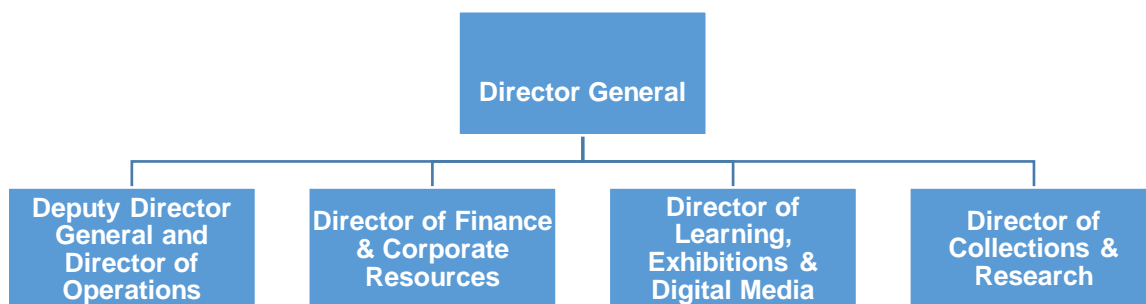 Director General
Deputy Director
General and
Director of
Operations
Director of Finance
& Corporate
Resources
Director of
Learning,
Exhibitions &
Digital Media
Director of
Collections &
Research